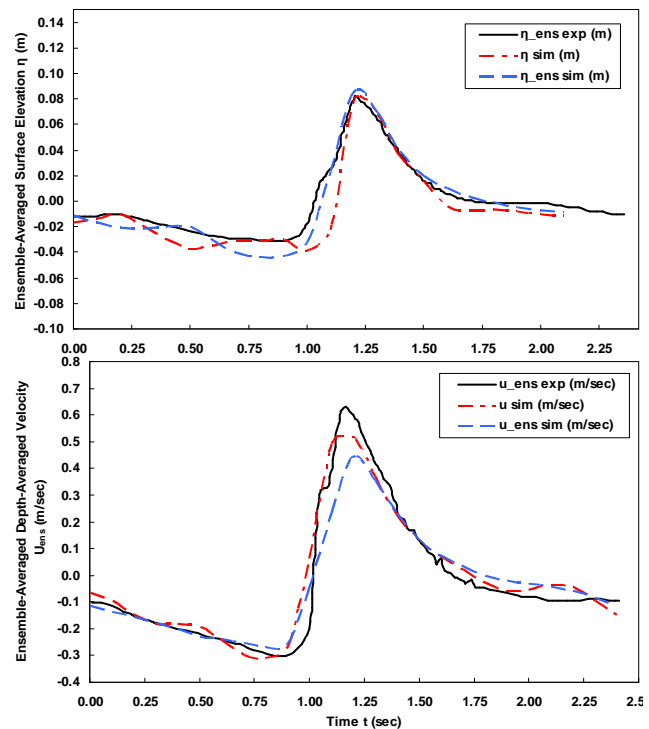 Ensemble-Averaged Surface Elevation η (m)
0.10
0.08
0.06
0.04
0.02
0.00
-0.02
-0.04
-0.06
-0.08
-0.10
η_ens exp (m)
η sim (m)
η_ens sim (m)
0.00 0.25 0.50 0.75 1.00 1.25 1.50 1.75 2.00 2.25
Ensemble-Averaged Depth-Averaged Velocity
Uens (m/sec)
0.8
0.7
0.6
0.5
0.4
0.3
0.2
0.1
0.0
-0.1
-0.2
-0.3
-0.4
u_ens exp (m/sec)
u sim (m/sec)
u_ens sim (m/sec)
0.00 0.25 0.50 0.75 1.00 1.25 1.50 1.75 2.00 2.25 2.5
Time t (sec)